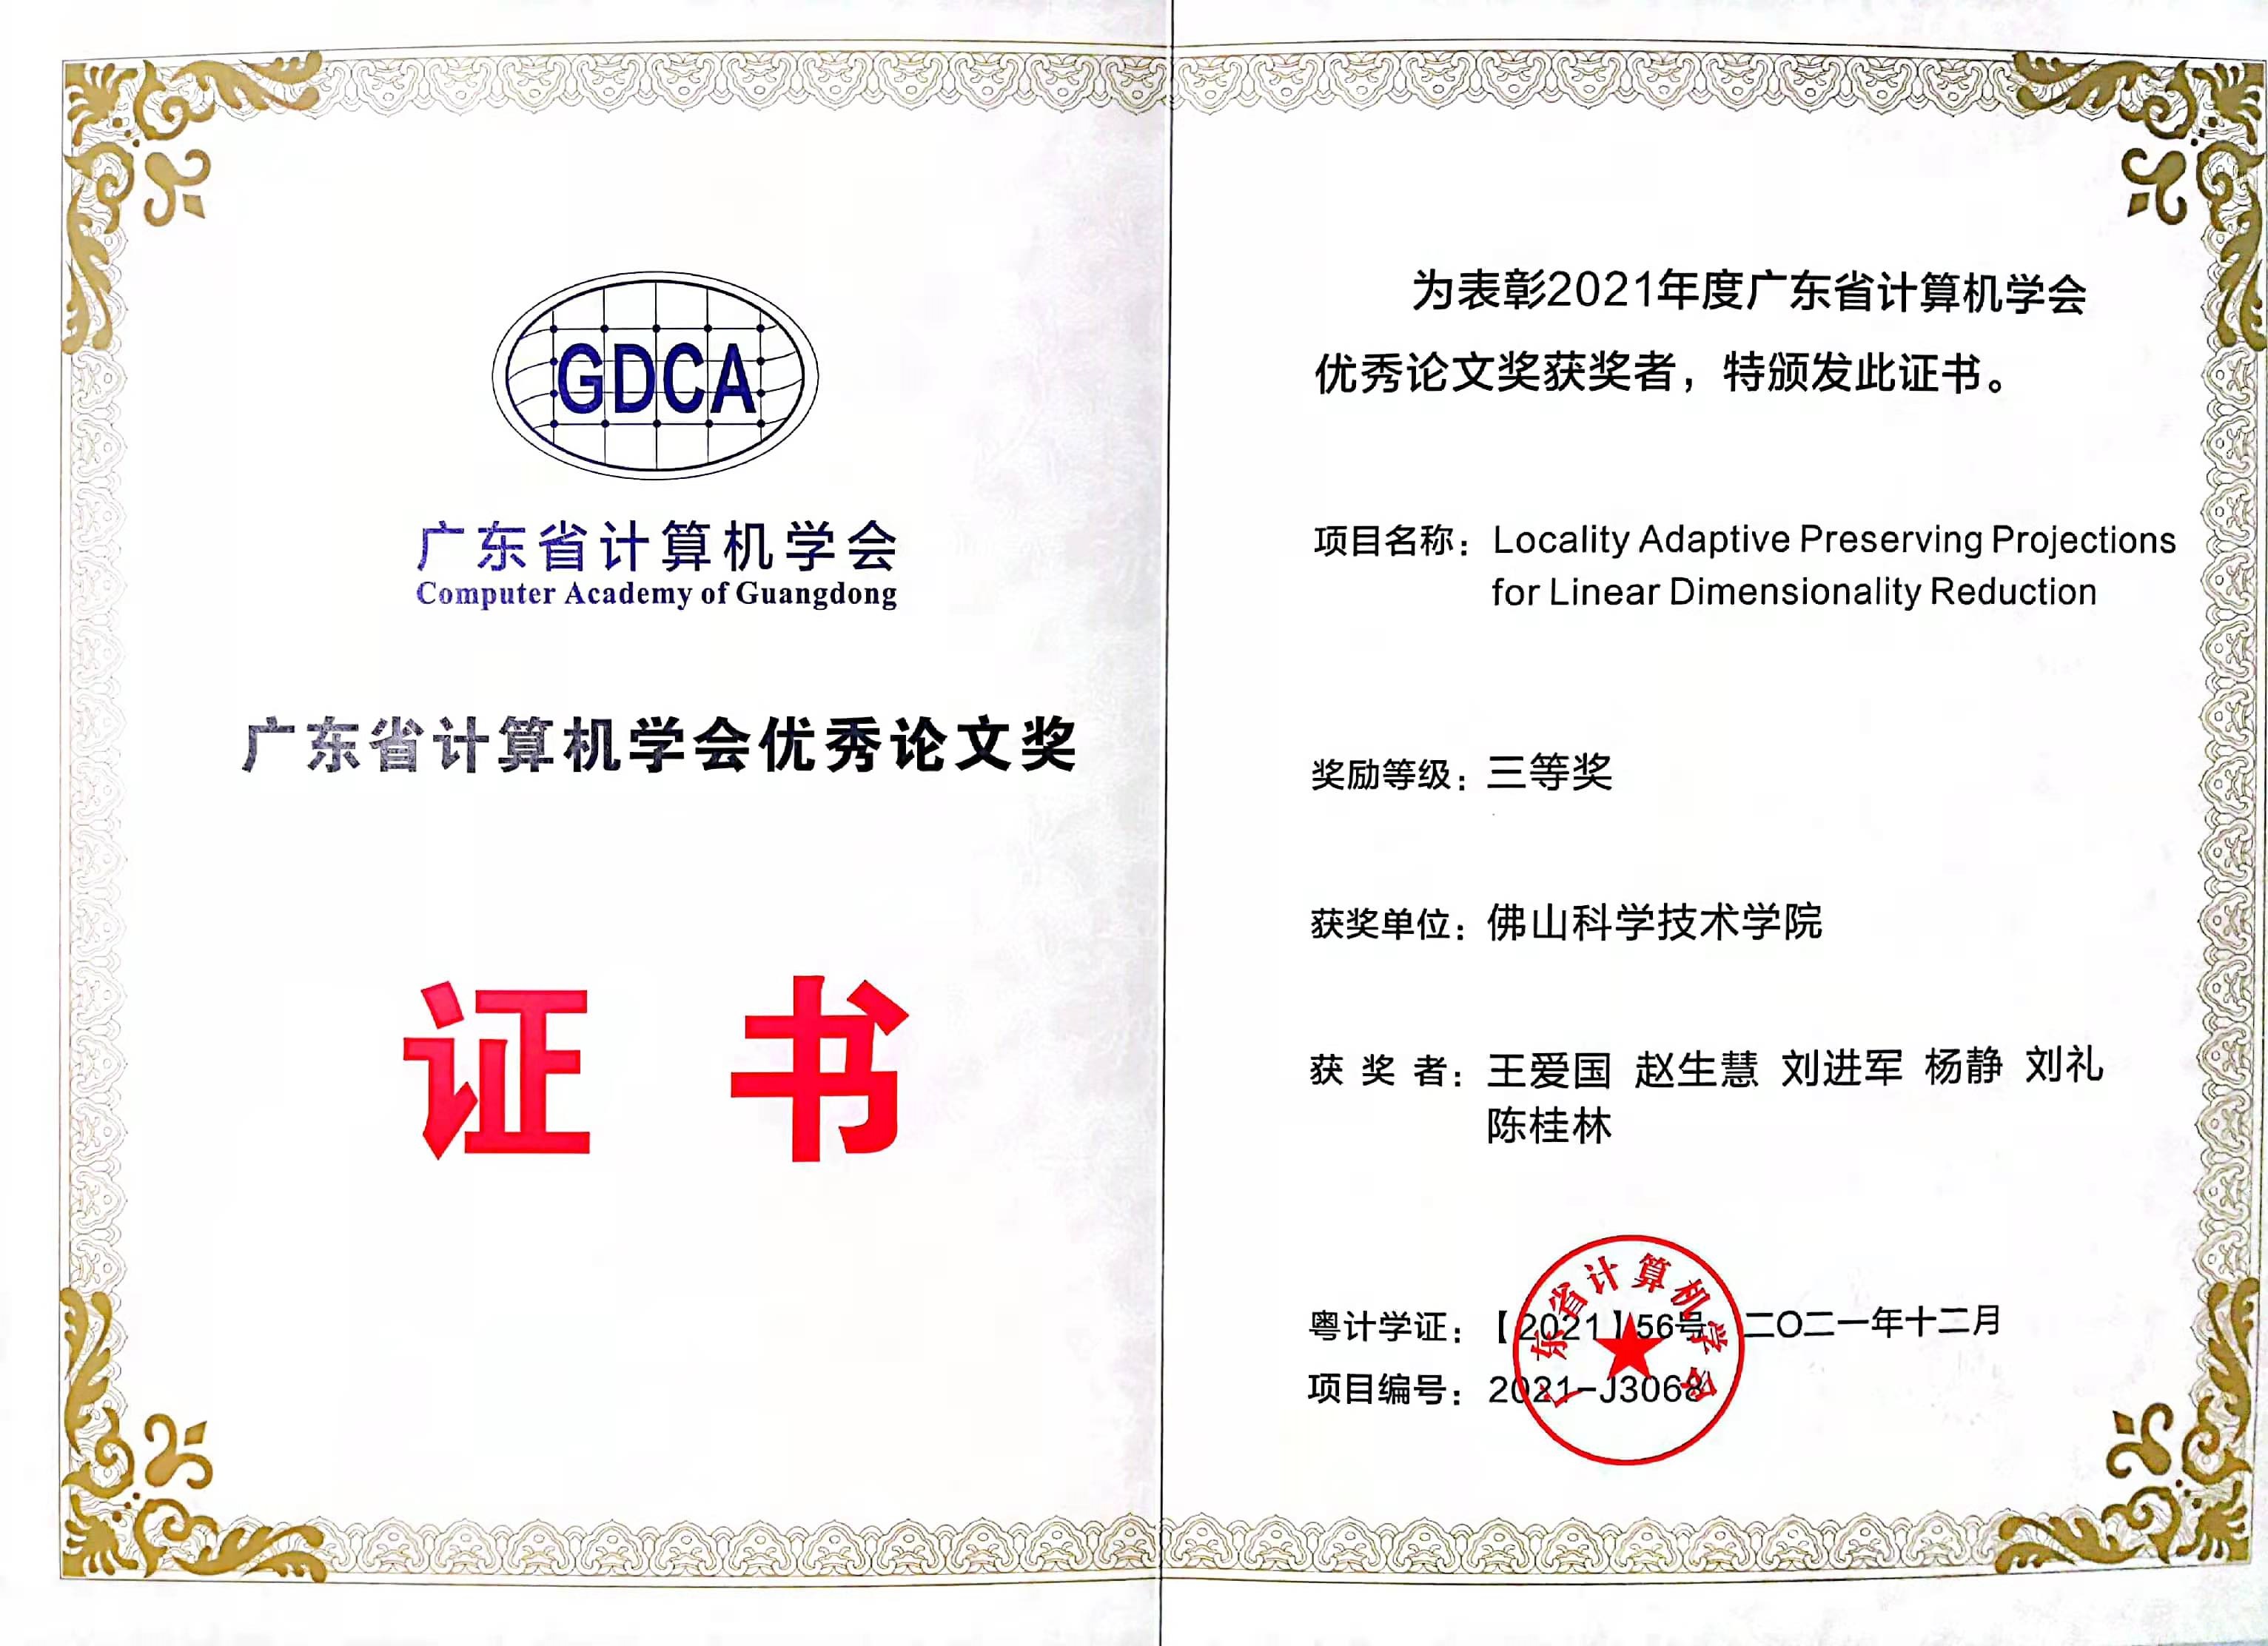 GDCA
广东省计算机学会
Computer Academy of Guangdong
广东省计算机学会优秀论文奖
证 书
为表彰2021年度广东省计算机学会
优秀论文奖获奖者，特颁发此证书。
项目名称：Locality Adaptive Preserving Projections
for Linear Dimensionality Reduction
奖励等级：三等奖
获奖单位：佛山科学技术学院
获 奖 者：王爱国 赵生慧 刘进军 杨静 刘礼
陈桂林
粤计学证：【2021】56号 二〇二一年十二月
项目编号：2021-J3068
广东省计算机学会